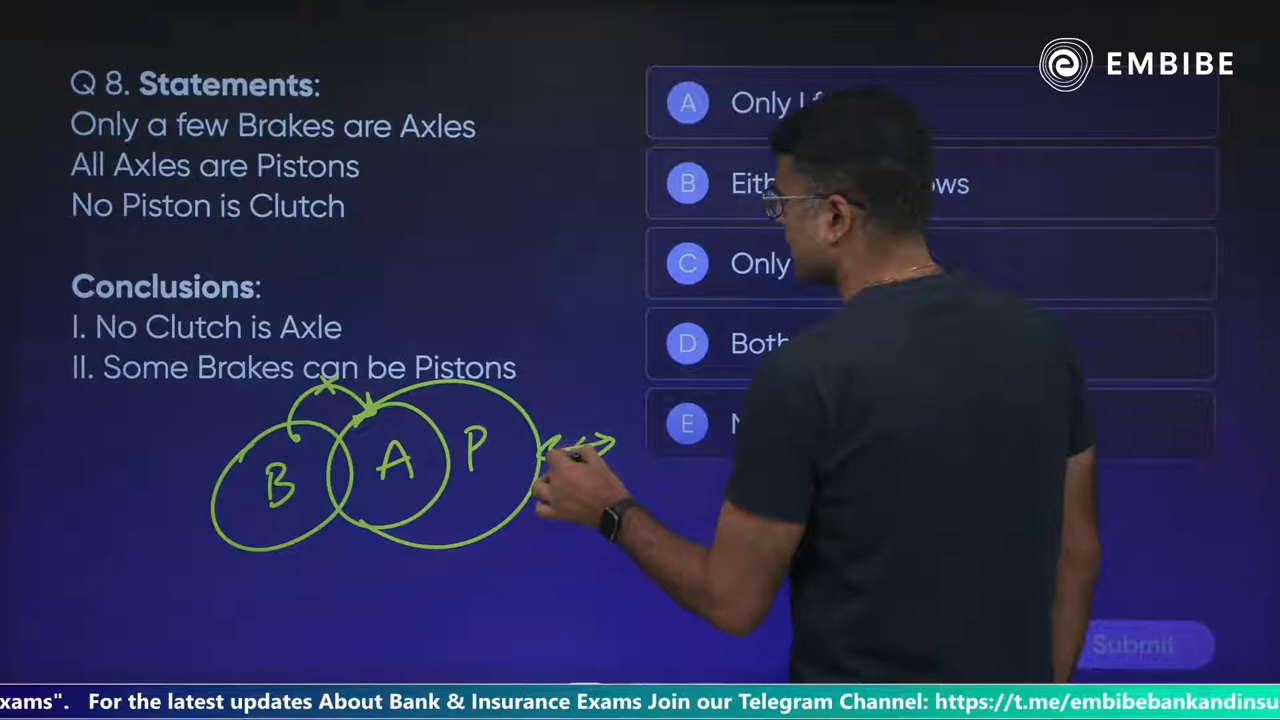 EMBIBE
Q 8. Statements:
Only a few Brakes are Axles
All Axles are Pistons
No Piston is Clutch
Conclusions:
I. No Clutch is Axle
II. Some Brakes can be Pistons
A Only I
B
C Only
D Both
E
B A P
Submit
exams". For the latest updates About Bank & Insurance Exams Join our Telegram Channel: https://t.me/embibebankandinsu